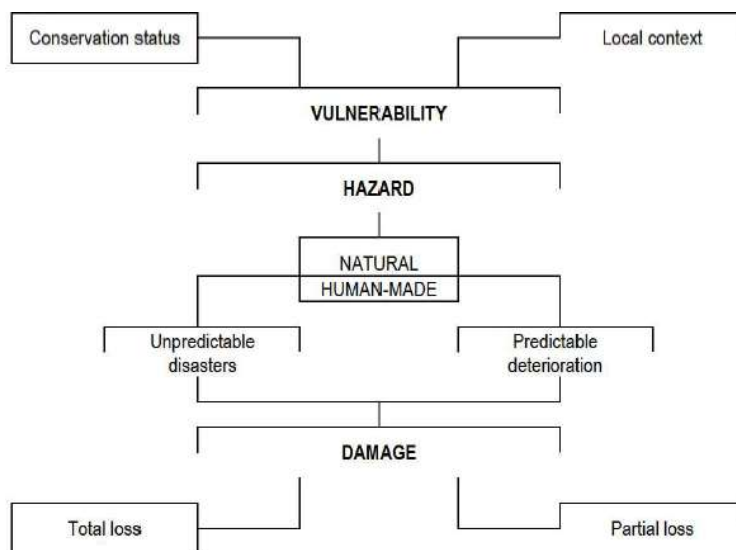 Conservation status
Local context
VULNERABILITY
HAZARD
NATURAL
HUMAN-MADE
Unpredictable
disasters
Predictable
deterioration
DAMAGE
Total loss
Partial loss